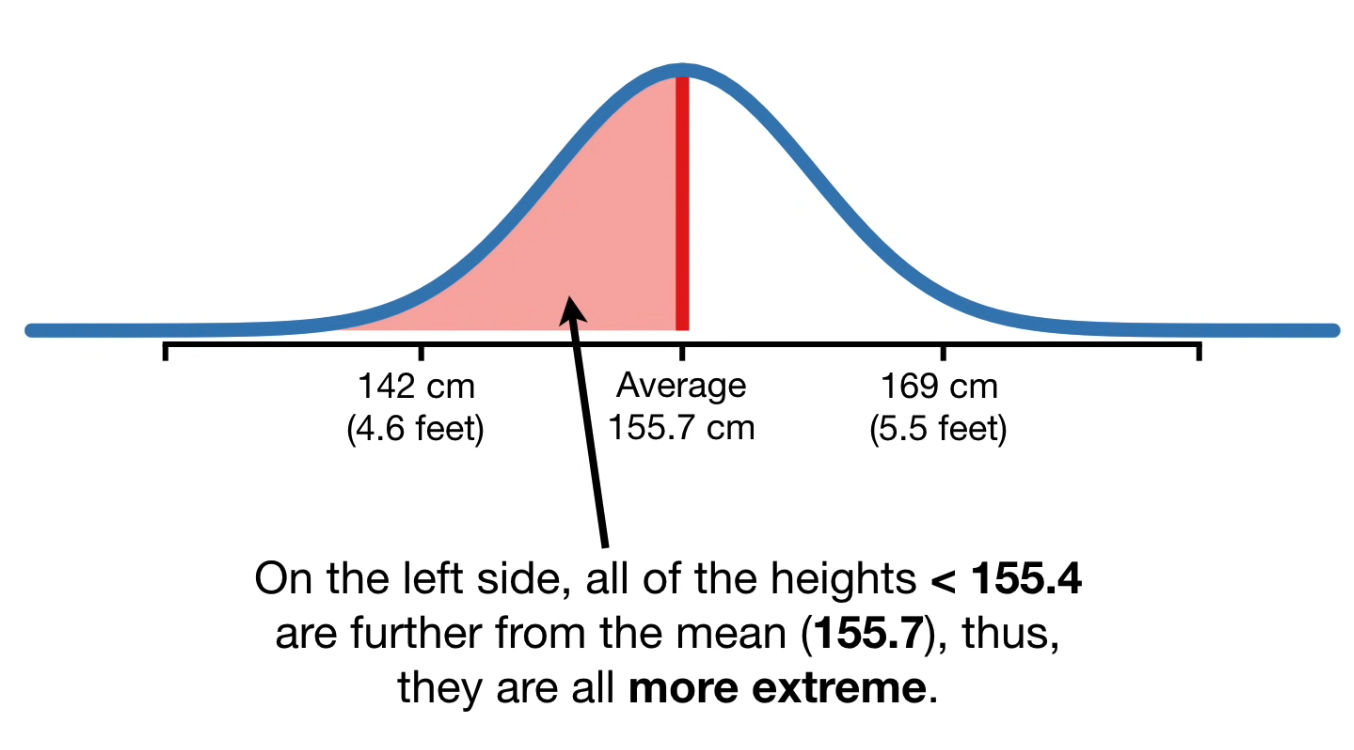 142 cm
(4.6 feet)
Average
155.7 cm
169 cm
(5.5 feet)
On the left side, all of the heights < 155.4
are further from the mean (155.7), thus,
they are all more extreme.